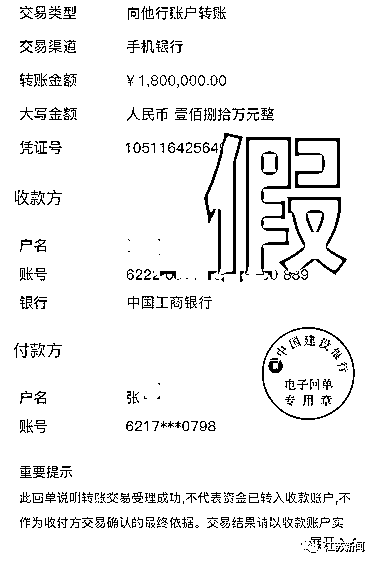 交易类型 向他行账户转账
交易渠道 手机银行
转账金额 ¥1,800,000.00
大写金额 人民币 壹佰捌拾万元整
凭证号 10511642564
假
收款方
户名
账号 6222
银行 中国工商银行
付款方
中国建设银行
电子回单
专用章
户名 张
账号 6217***0798
重要提示
此回单说明转账交易受理成功,不代表资金已转入收款账户,不
作为收付方交易确认的最终依据。交易结果请以收款账户实
江苏新闻